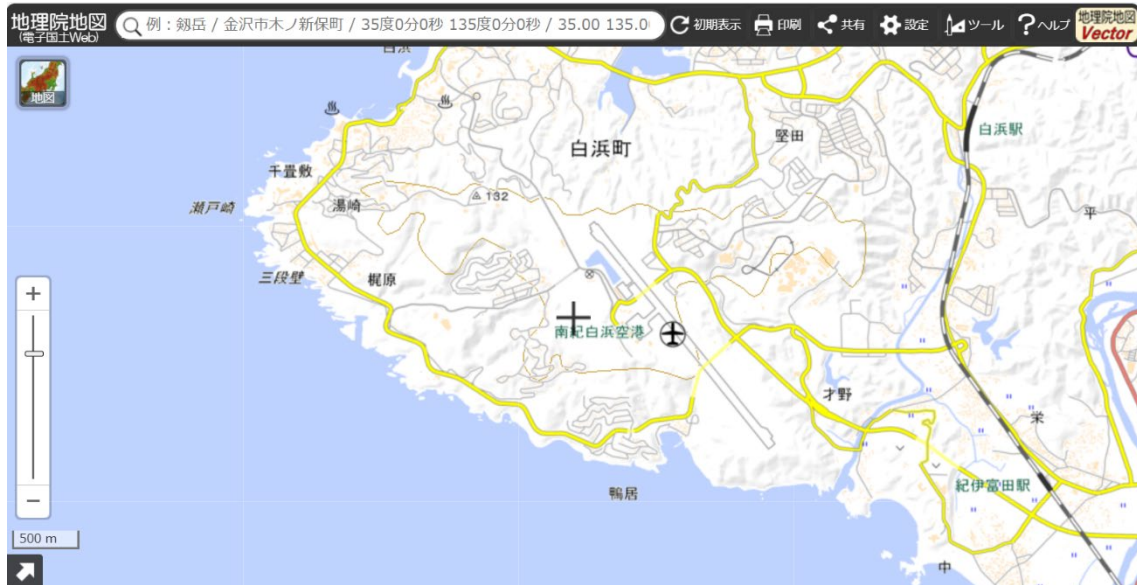 地理院地図
(電子国土Web)
例：剱岳 / 金沢市木ノ新保町 / 35度0分0秒 135度0分0秒 / 35.00 135.0
初期表示
印刷
共有
設定
ツール
ヘルプ
地理院地図
Vector
地図
白浜
白浜駅
堅田
白浜町
千畳敷
132
湯崎
瀬戸崎
平
三段壁
梶原
南紀白浜空港
才野
栄
紀伊富田駅
鴨居
中
500 m